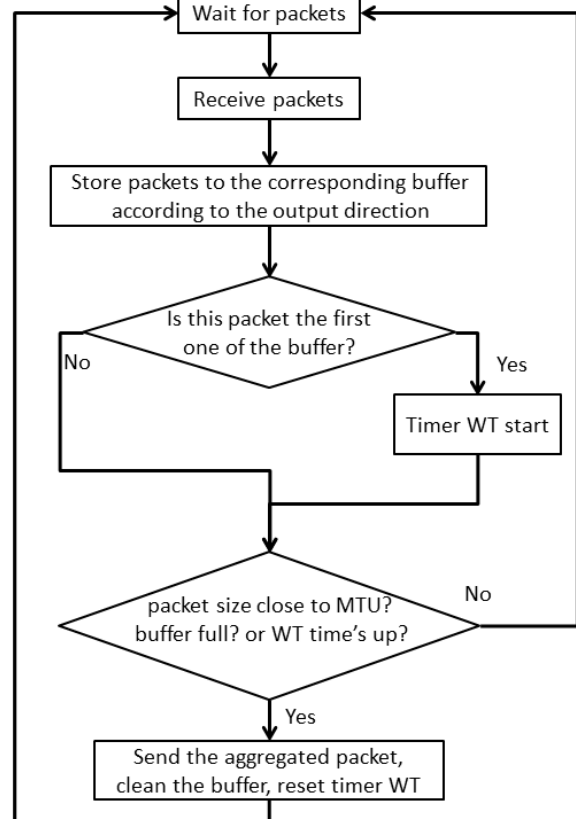 Wait for packets
Receive packets
Store packets to the corresponding buffer
according to the output direction
Is this packet the first
one of the buffer?
No
Yes
Timer WT start
packet size close to MTU?
buffer full? or WT time’s up?
No
Yes
Send the aggregated packet,
clean the buffer, reset timer WT